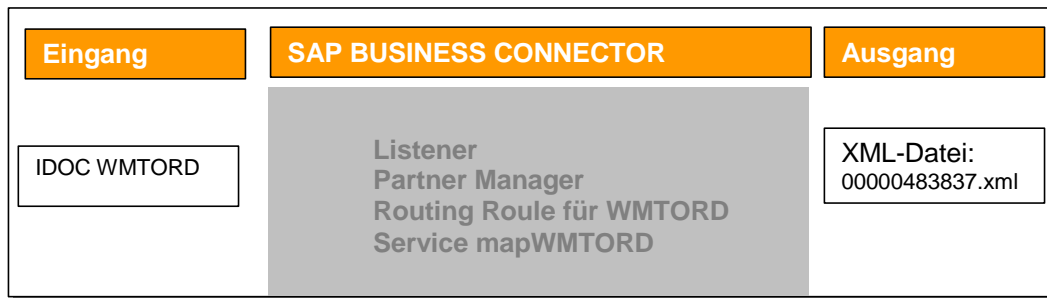 Eingang
SAP BUSINESS CONNECTOR
Ausgang
IDOC WMTORD
Listener
Partner Manager
Routing Roule für WMTORD
Service mapWMTORD
XML-Datei:
00000483837.xml